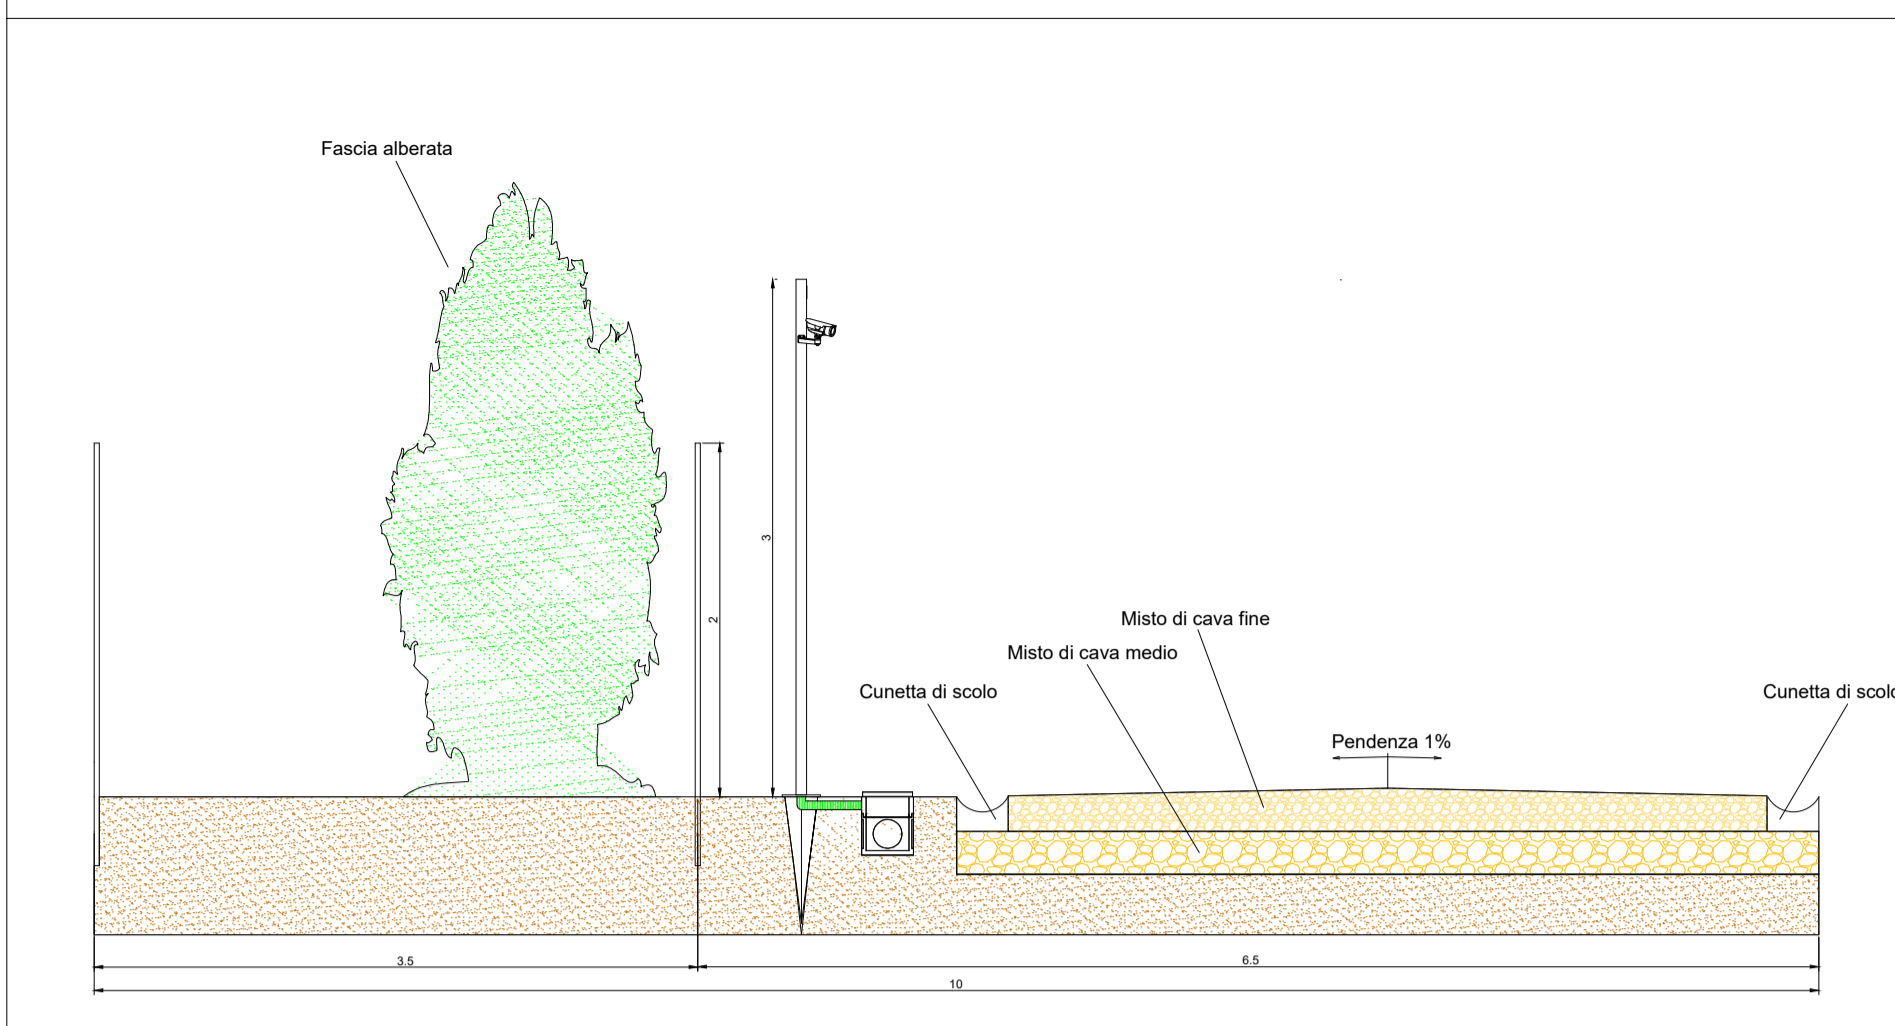 Fascia alberata
3
2
Misto di cava fine
Misto di cava medio
Cunetta di scolo
Cunetta di scolo
Pendenza 1%
3.5
6.5
10